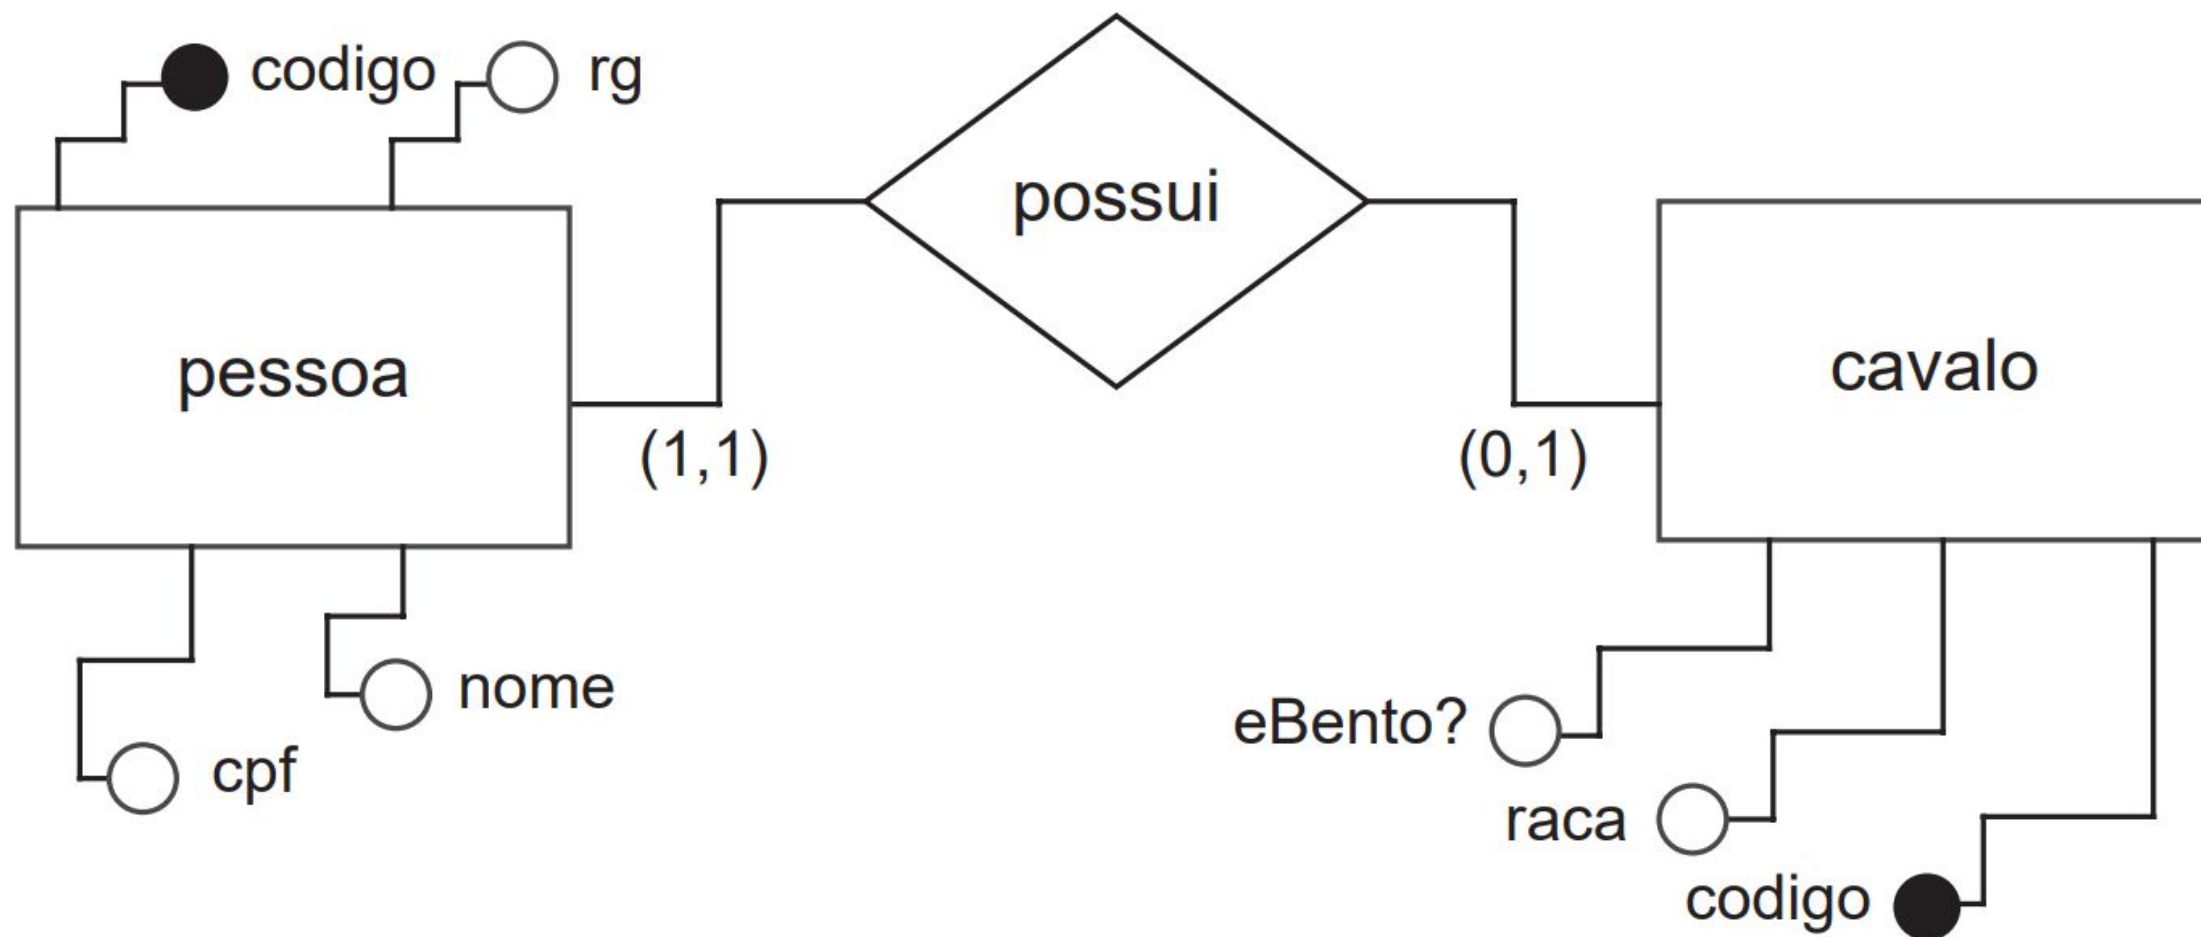 codigo
rg
possui
pessoa
cavalo
(1,1)
(0,1)
nome
cpf
eBento?
raca
codigo